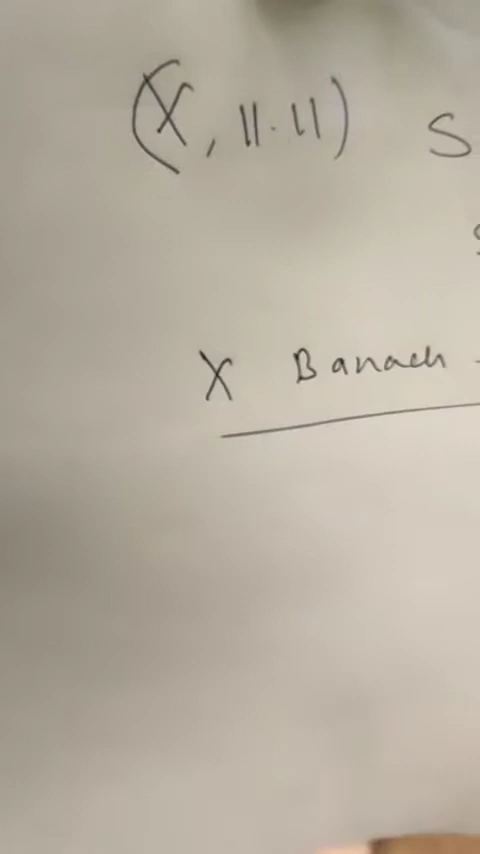 (X, ||.||) S
X Banach -